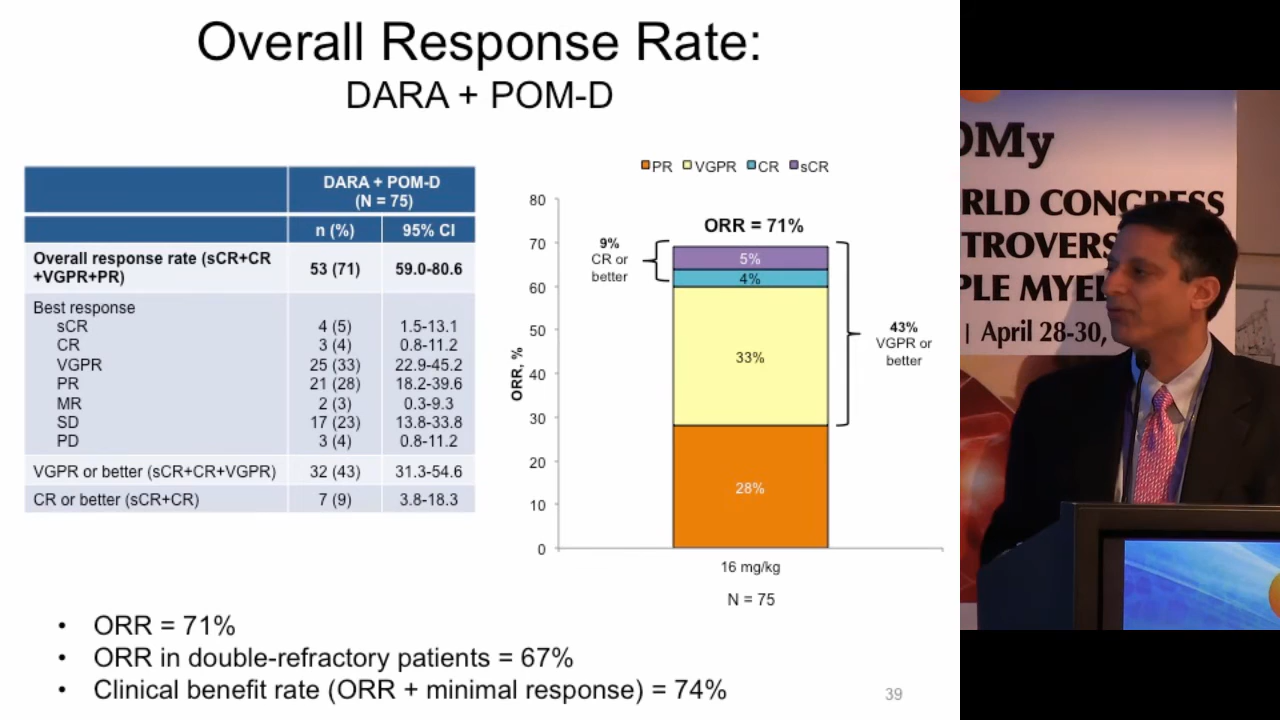 Overall Response Rate:
DARA + POM-D
DARA + POM-D
(N = 75)
n (%) 95% CI
Overall response rate (sCR+CR
+VGPR+PR) 53 (71) 59.0-80.6
Best response
sCR 4 (5) 1.5-13.1
CR 3 (4) 0.8-11.2
VGPR 25 (33) 22.9-45.2
PR 21 (28) 18.2-39.6
MR 2 (3) 0.3-9.3
SD 17 (23) 13.8-33.8
PD 3 (4) 0.8-11.2
VGPR or better (sCR+CR+VGPR) 32 (43) 31.3-54.6
CR or better (sCR+CR) 7 (9) 3.8-18.3
PR VGPR CR sCR
ORR = 71%
ORR, %
80
70
60
50
40
30
20
10
0
9%
CR or
better
5%
4%
33%
28%
43%
VGPR or
better
16 mg/kg
N = 75
• ORR = 71%
• ORR in double-refractory patients = 67%
• Clinical benefit rate (ORR + minimal response) = 74%
39
OMy
RLD CONGRESS
TROVERS
PLE MYE
| April 28-30,